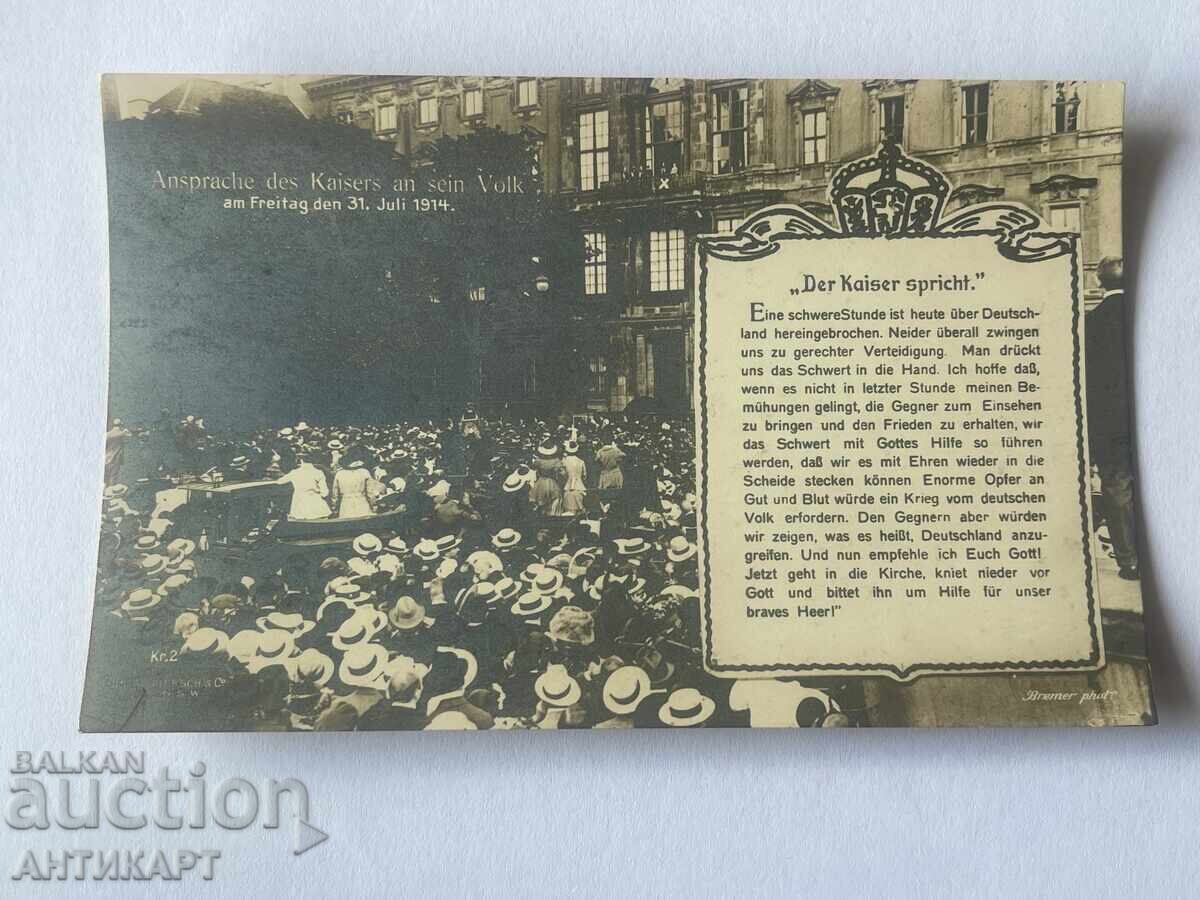 Ansprache des Kaisers an sein Volk
am Freitag den 31. Juli 1914.
„Der Kaiser spricht.”
Eine schwereStunde ist heute über Deutsch-
land hereingebrochen. Neider überall zwingen
uns zu gerechter Verteidigung. Man drückt
uns das Schwert in die Hand. Ich hoffe daß,
wenn es nicht in letzter Stunde meinen Be-
mühungen gelingt, die Gegner zum Einsehen
zu bringen und den Frieden zu erhalten, wir
das Schwert mit Gottes Hilfe so führen
werden, daß wir es mit Ehren wieder in die
Scheide stecken können Enorme Opfer an
Gut und Blut würde ein Krieg vom deutschen
Volk erfordern. Den Gegnern aber würden
wir zeigen, was es heißt, Deutschland anzu-
greifen. Und nun empfehle ich Euch Gott!
Jetzt geht in die Kirche, kniet nieder vor
Gott und bittet ihn um Hilfe für unser
braves Heer!”
Kr.2
Bremer phot.
BALKAN
auction
АНТИКАРТ